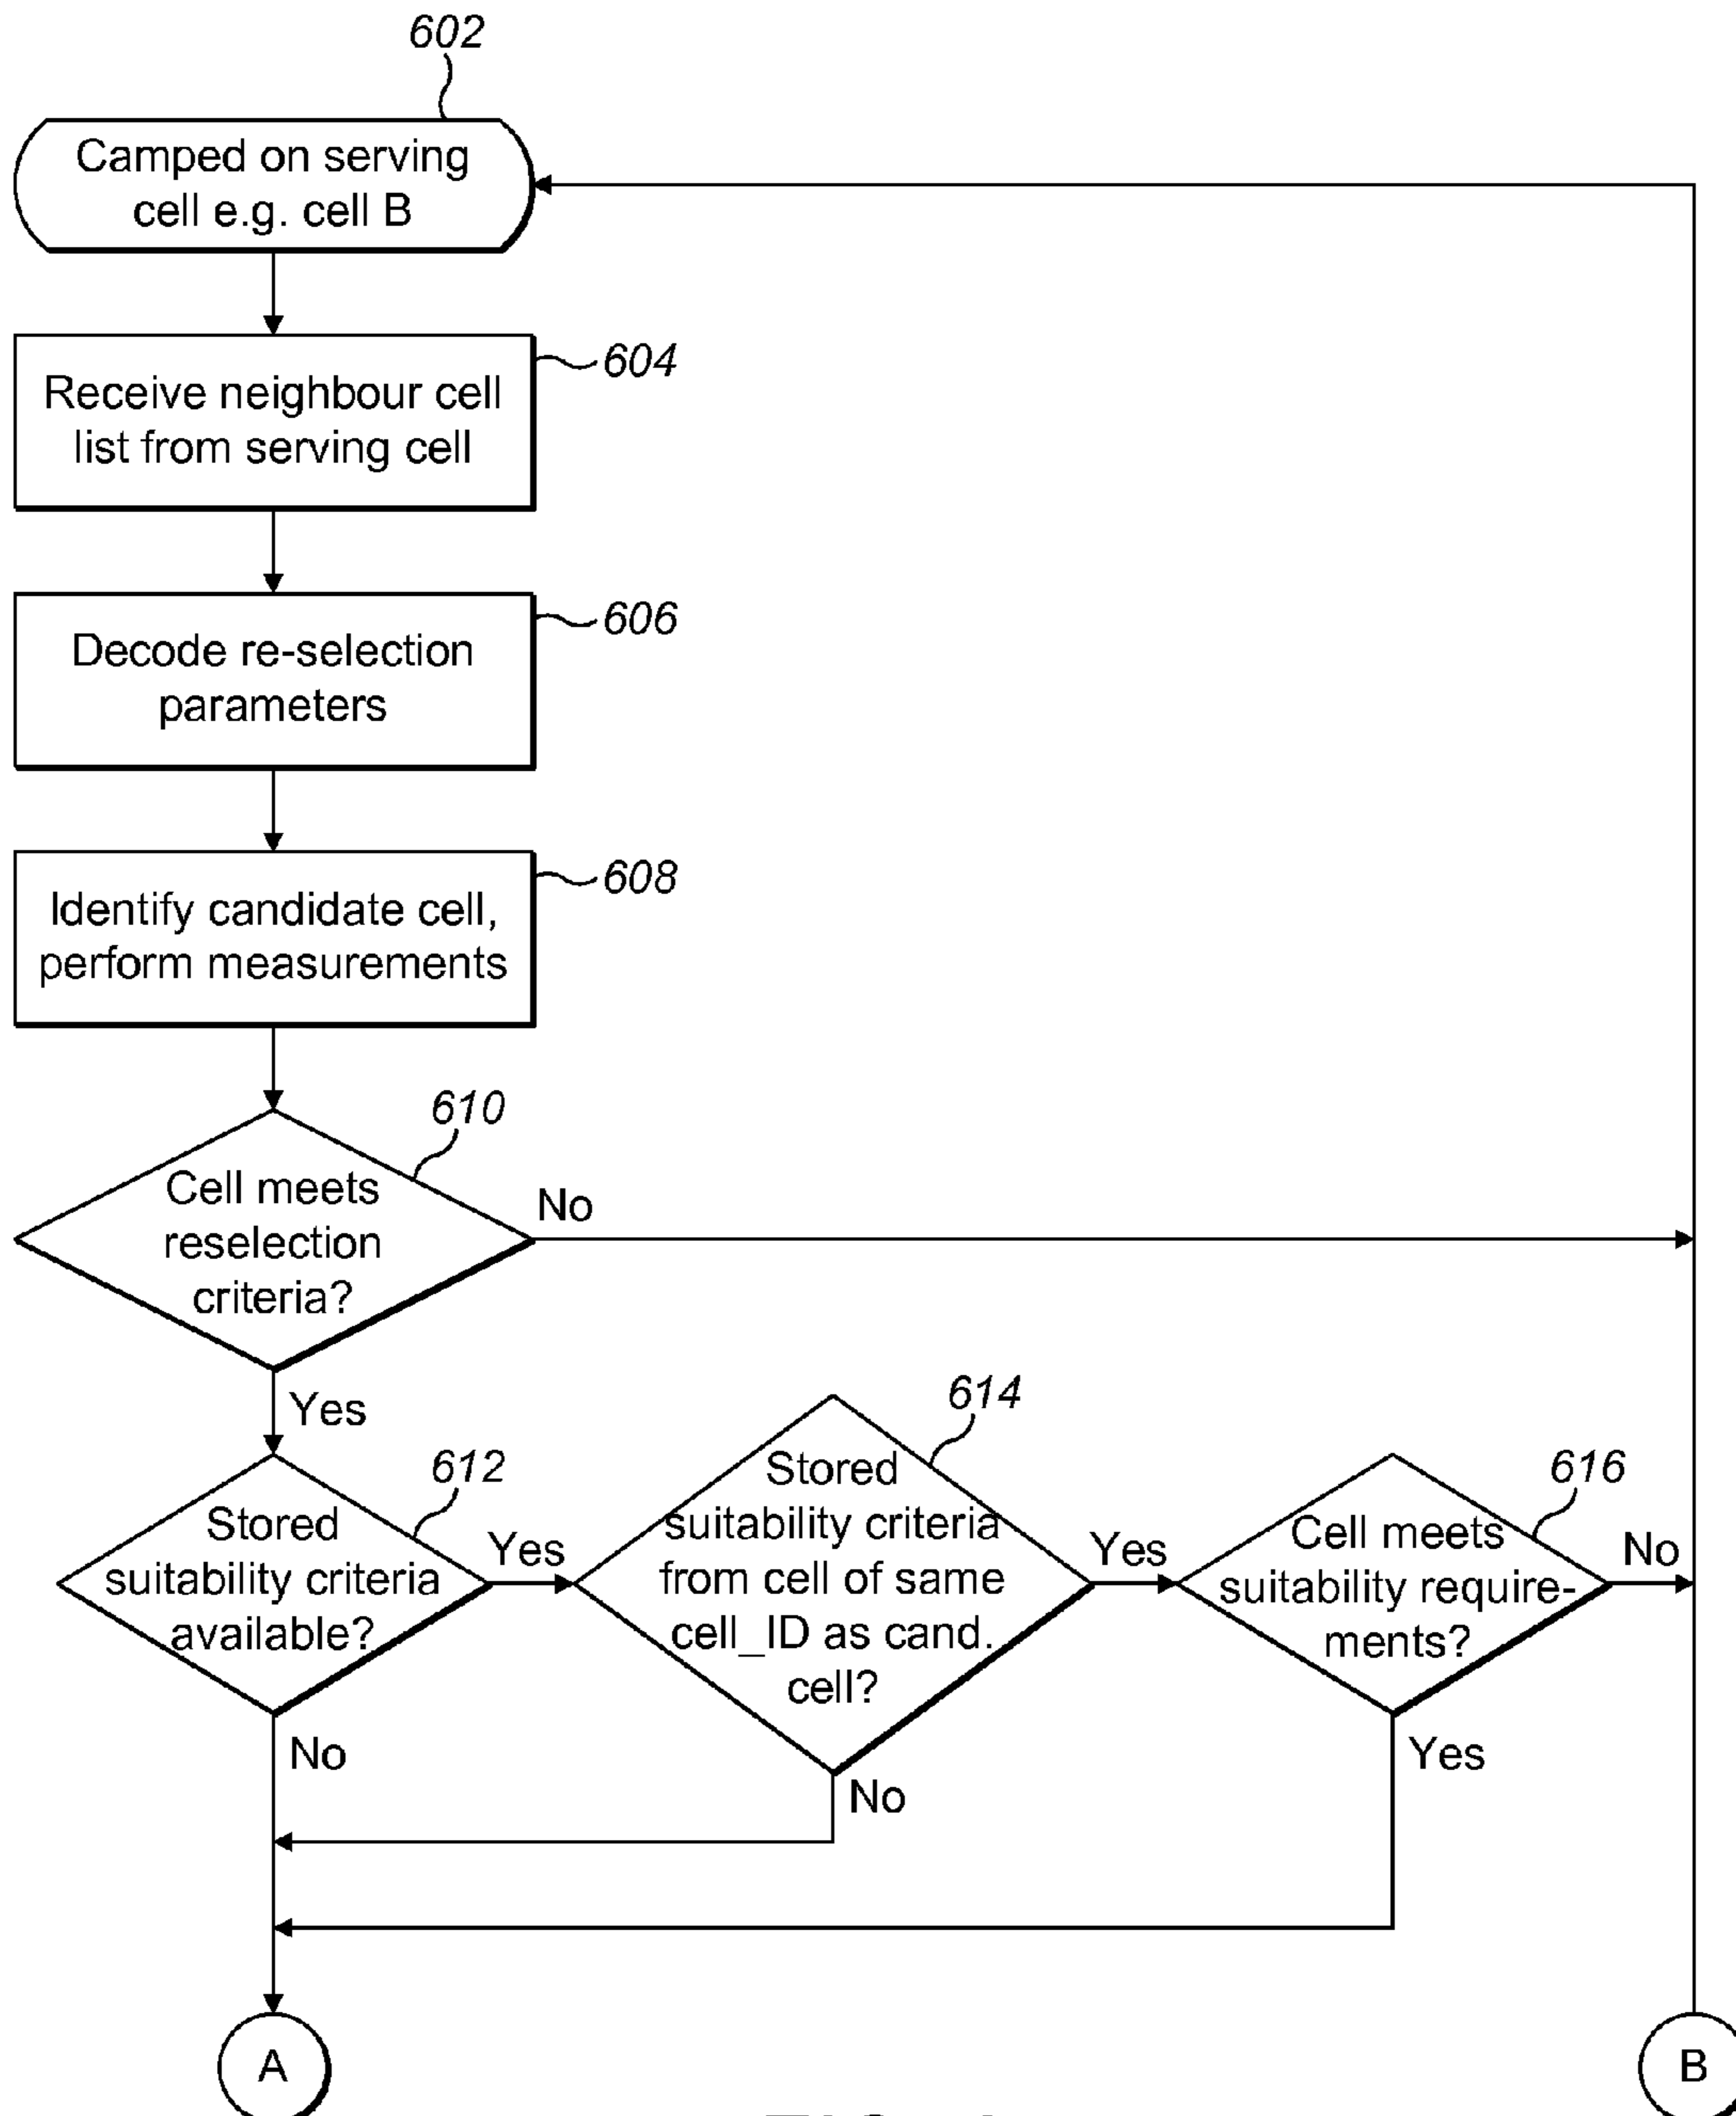 602
Camped on serving
cell e.g. cell B
604
Receive neighbour cell
list from serving cell
606
Decode re-selection
parameters
608
Identify candidate cell,
perform measurements
610
Cell meets
reselection
criteria?
No
Yes
612
Stored
suitability criteria
available?
Yes
No
614
Stored
suitability criteria
from cell of same
cell_ID as cand.
cell?
Yes
No
616
Cell meets
suitability require-
ments?
No
Yes
A
B